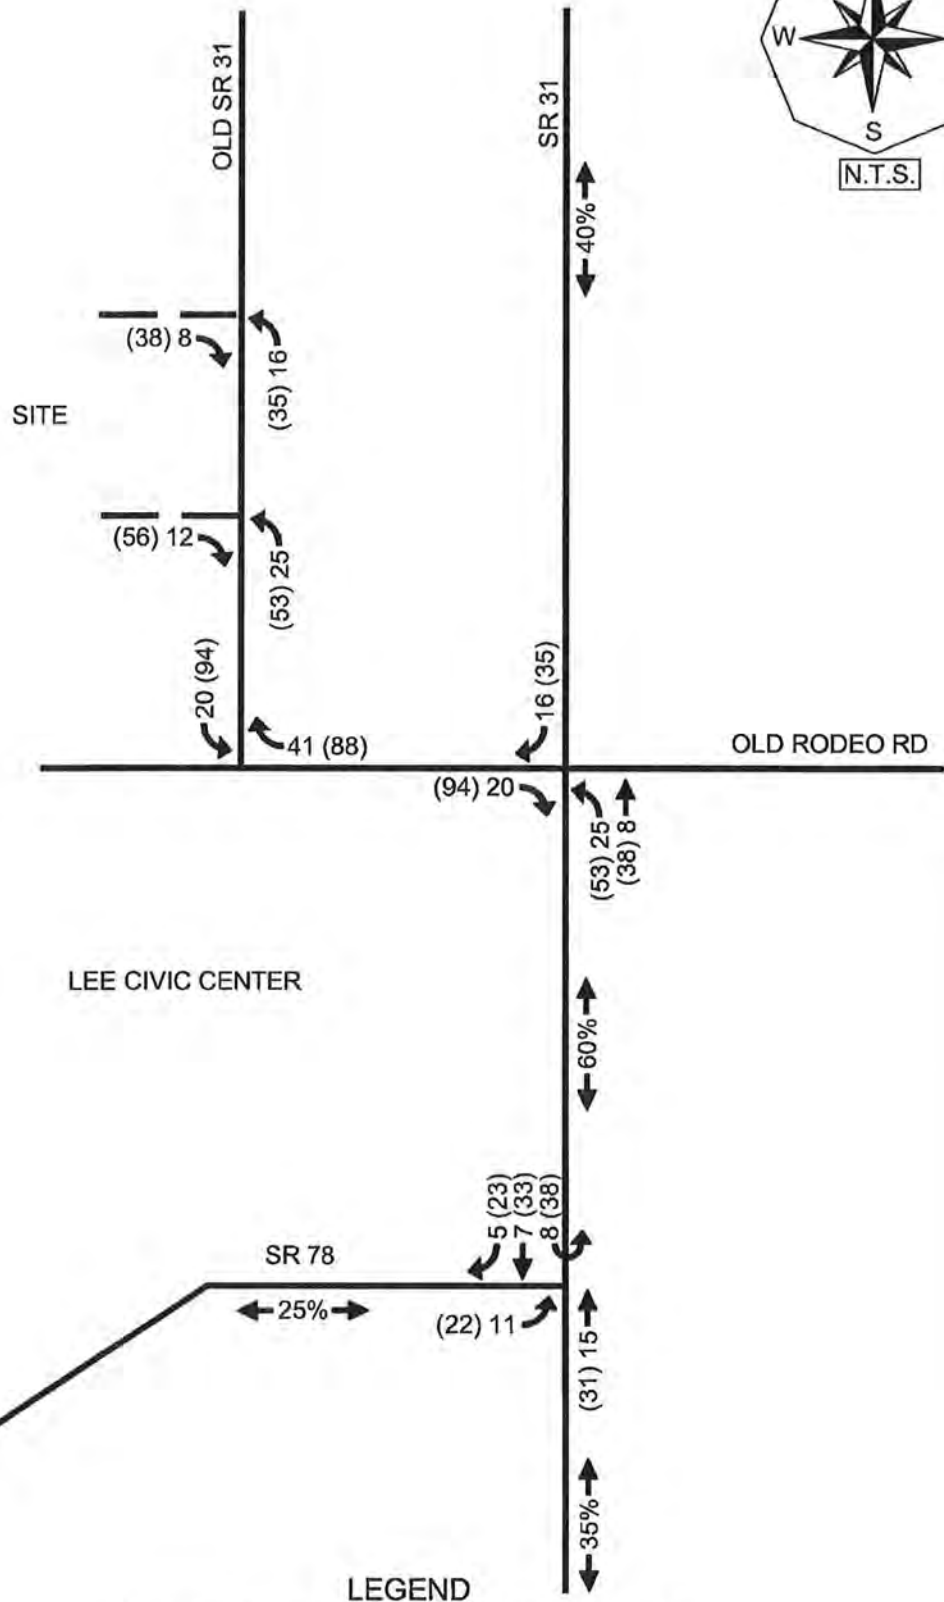 OLD SR 31
SR 31
W
S
N.T.S.
40%
(38) 8
(35) 16
SITE
(56) 12
(53) 25
20 (94)
41 (88)
16 (35)
OLD RODEO RD
(94) 20
(53) 25
(38) 8
LEE CIVIC CENTER
60%
5 (23)
7 (33)
8 (38)
SR 78
25%
(22) 11
(31) 15
35%
LEGEND